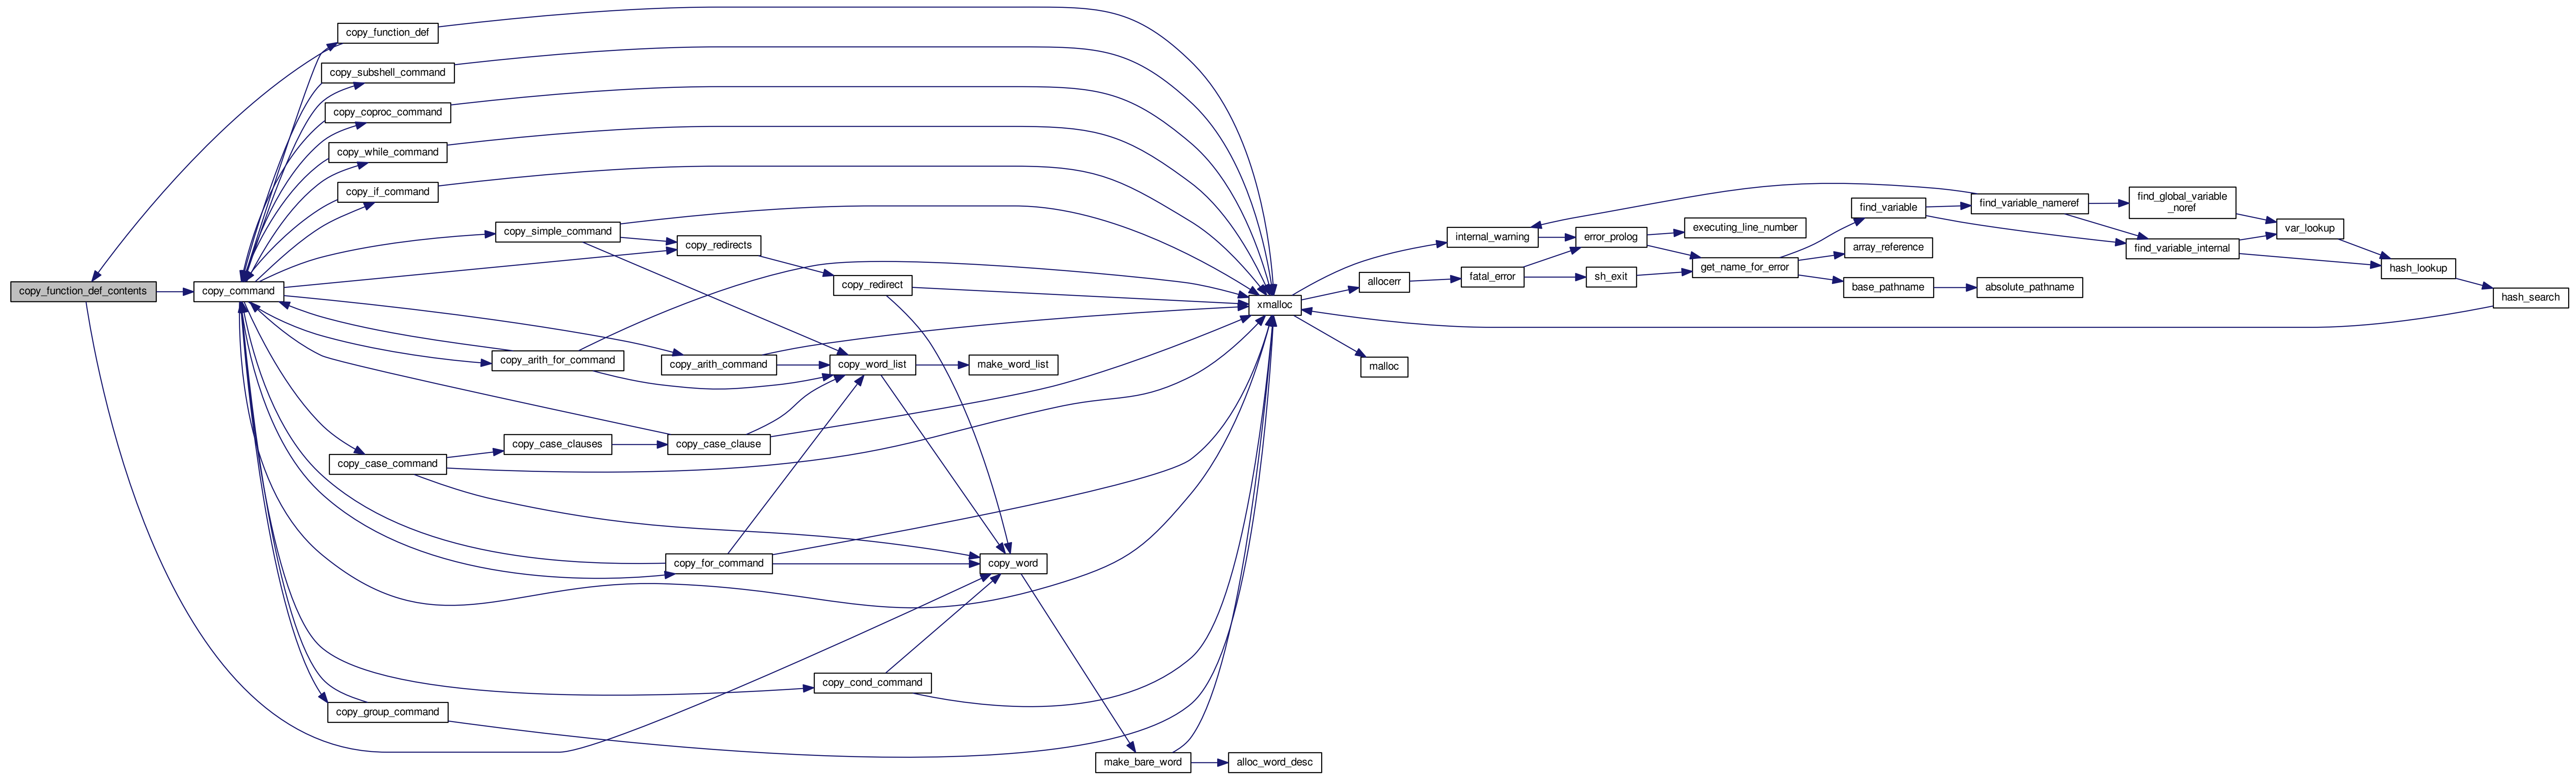 copy_function_def
copy_subshell_command
copy_coproc_command
copy_while_command
copy_if_command
copy_simple_command
copy_redirects
copy_redirect
copy_function_def_contents
copy_command
copy_arith_for_command
copy_arith_command
copy_word_list
make_word_list
copy_case_clauses
copy_case_clause
copy_case_command
copy_for_command
copy_word
copy_cond_command
copy_group_command
make_bare_word
alloc_word_desc
xmalloc
malloc
internal_warning
allocerr
fatal_error
error_prolog
sh_exit
executing_line_number
get_name_for_error
find_variable
array_reference
base_pathname
absolute_pathname
find_variable_nameref
find_global_variable
_noref
find_variable_internal
var_lookup
hash_lookup
hash_search